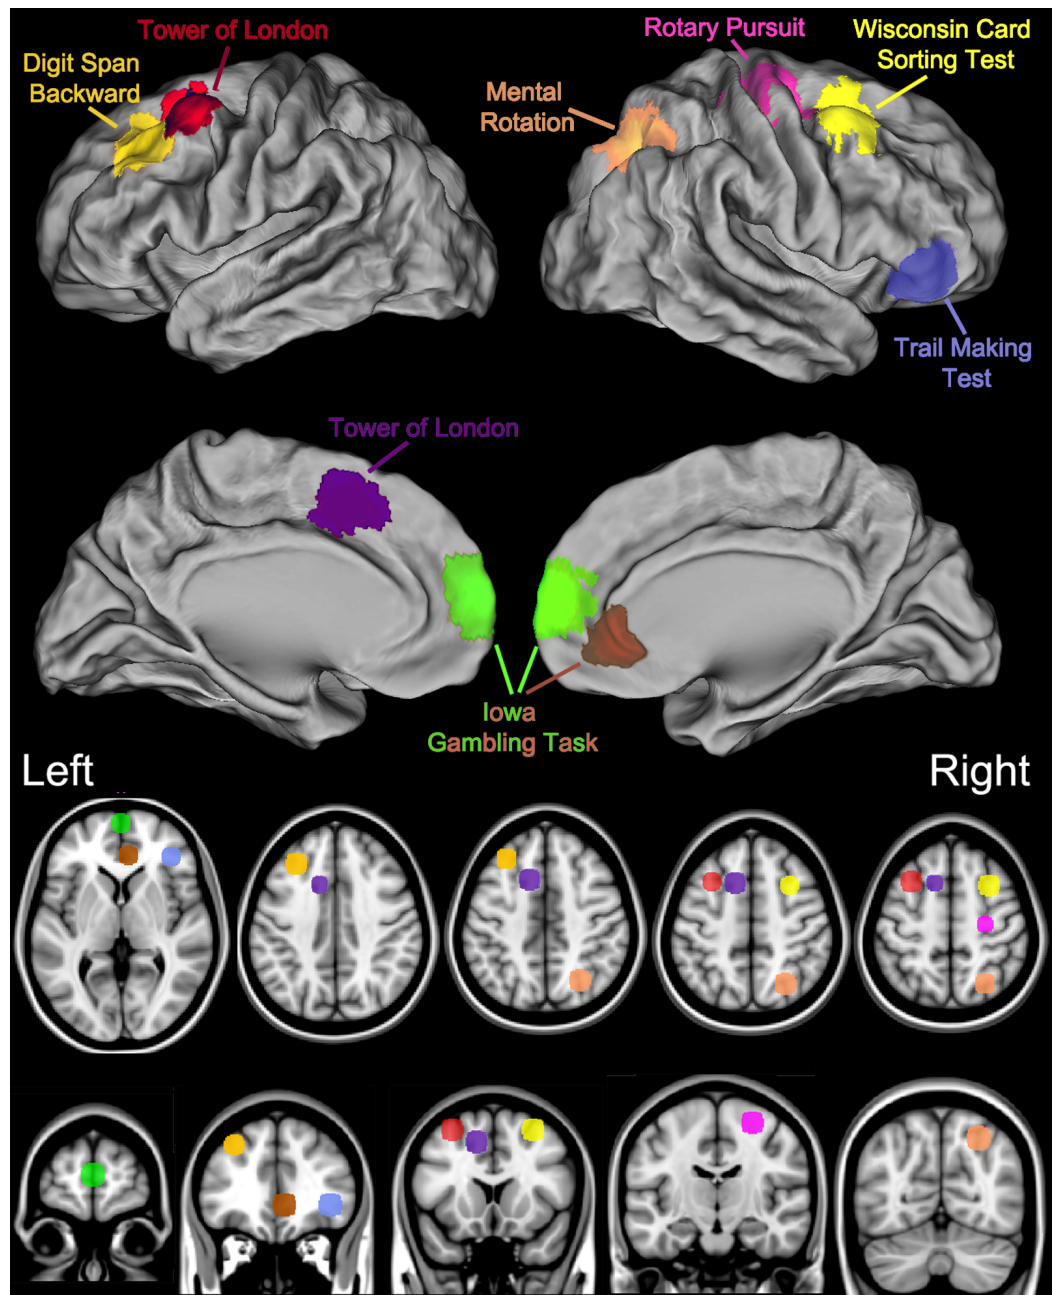 Tower of London
Digit Span
Backward
Rotary Pursuit
Wisconsin Card
Sorting Test
Mental
Rotation
Trail Making
Test
Tower of London
Iowa
Gambling Task
Left
Right